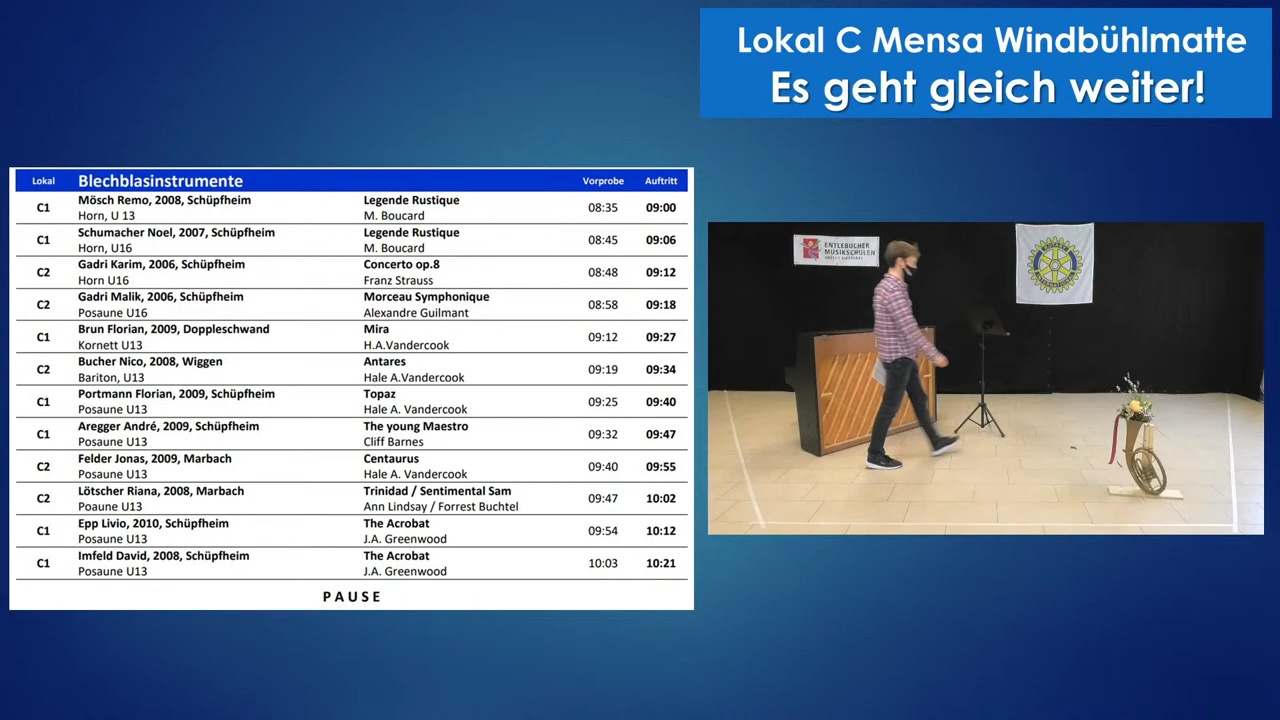 Lokal C Mensa Windbühlmatte
Es geht gleich weiter!
Lokal Blechblasinstrumente Vorprobe Auftritt
C1 Mösch Remo, 2008, Schüpfheim Legende Rustique 08:35 09:00
Horn, U 13 M. Boucard
C1 Schumacher Noel, 2007, Schüpfheim Legende Rustique 08:45 09:06
Horn, U16 M. Boucard
C2 Gadri Karim, 2006, Schüpfheim Concerto op.8 08:48 09:12
Horn U16 Franz Strauss
C2 Gadri Malik, 2006, Schüpfheim Morceau Symphonique 08:58 09:18
Posaune U16 Alexandre Guilmant
C1 Brun Florian, 2009, Doppleschwand Mira 09:12 09:27
Kornett U13 H.A.Vandercook
C2 Bucher Nico, 2008, Wiggen Antares 09:19 09:34
Bariton, U13 Hale A.Vandercook
C1 Portmann Florian, 2009, Schüpfheim Topaz 09:25 09:40
Posaune U13 Hale A. Vandercook
C1 Aregger André, 2009, Schüpfheim The young Maestro 09:32 09:47
Posaune U13 Cliff Barnes
C2 Felder Jonas, 2009, Marbach Centaurus 09:40 09:55
Posaune U13 Hale A. Vandercook
C2 Lötscher Riana, 2008, Marbach Trinidad / Sentimental Sam 09:47 10:02
Poaune U13 Ann Lindsay / Forrest Buchtel
C1 Epp Livio, 2010, Schüpfheim The Acrobat 09:54 10:12
Posaune U13 J.A. Greenwood
C1 Imfeld David, 2008, Schüpfheim The Acrobat 10:03 10:21
Posaune U13 J.A. Greenwood
PAUSE
ENTLEBUCHER
MUSIKSCHULEN